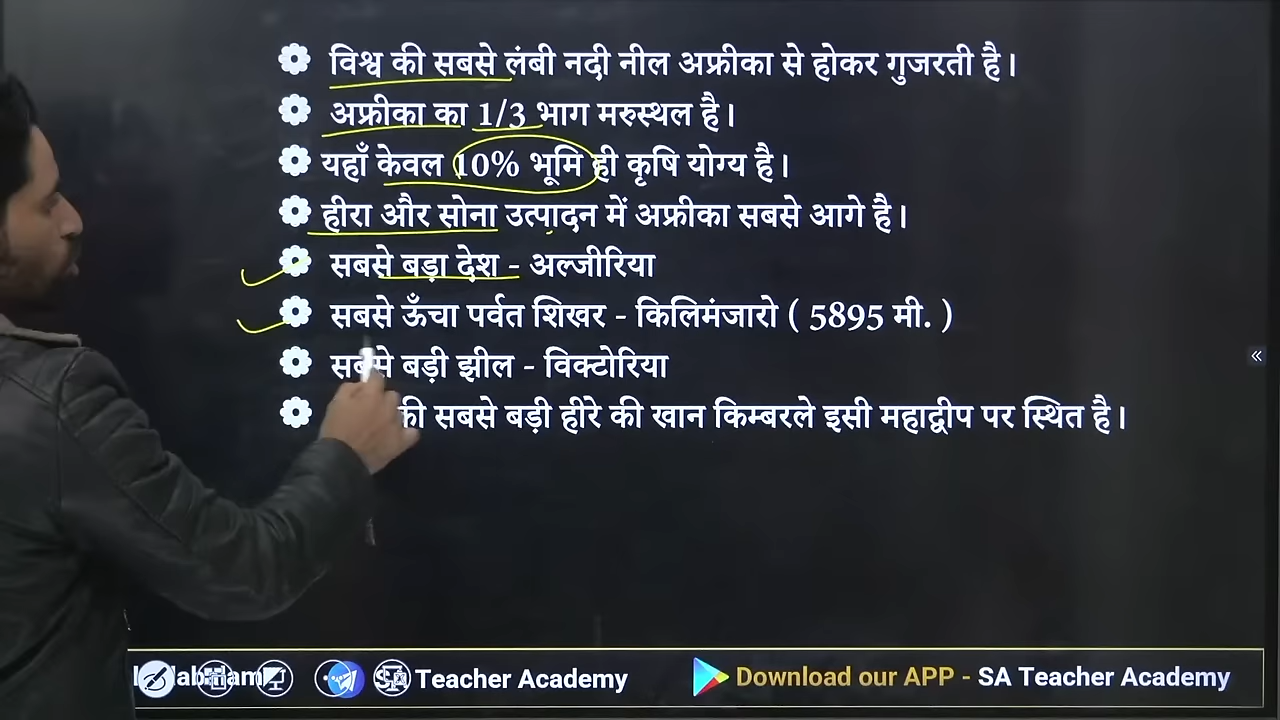 विश्व की सबसे लंबी नदी नील अफ्रीका से होकर गुजरती है।
अफ्रीका का 1/3 भाग मरुस्थल है।
यहाँ केवल 10% भूमि ही कृषि योग्य है।
हीरा और सोना उत्पादन में अफ्रीका सबसे आगे है।
सबसे बड़ा देश - अल्जीरिया
सबसे ऊँचा पर्वत शिखर - किलिमंजारो ( 5895 मी. )
सबसे बड़ी झील - विक्टोरिया
की सबसे बड़ी हीरे की खान किम्बरले इसी महाद्वीप पर स्थित है।
Teacher Academy
Download our APP - SA Teacher Academy